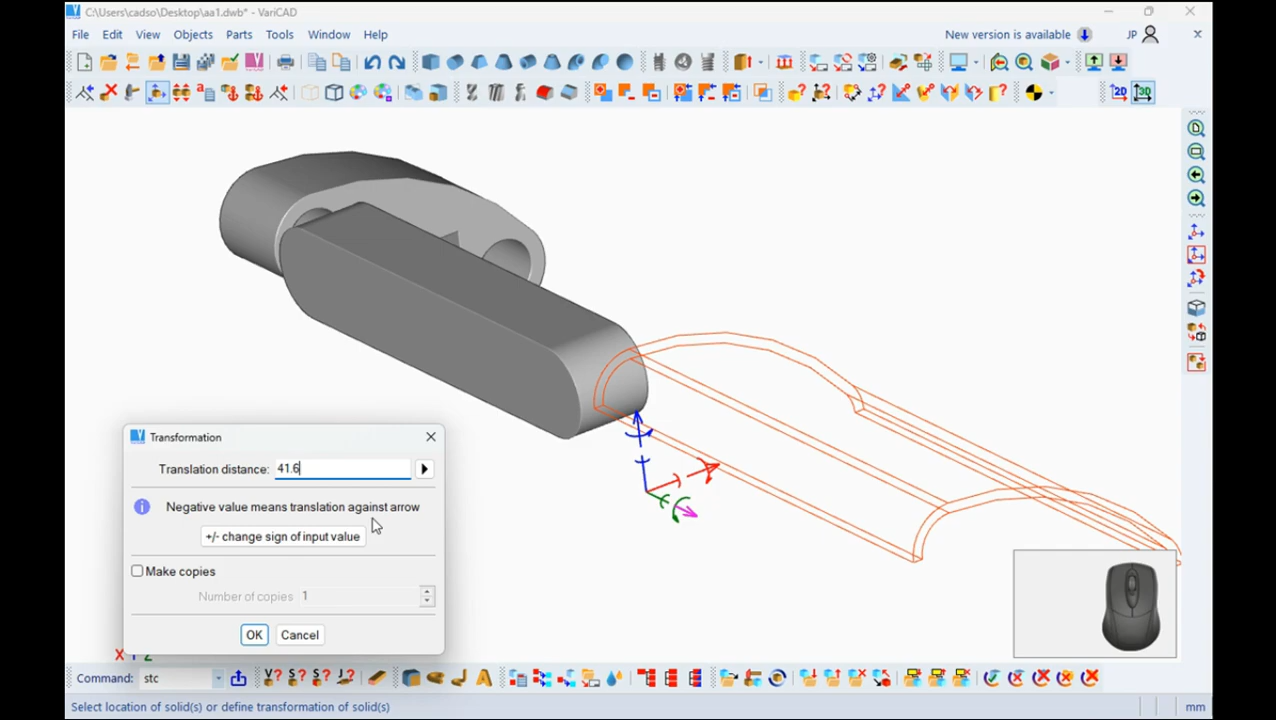 C:\Users\cadso\Desktop\aa1.dwb* - VariCAD
File Edit View Objects Parts Tools Window Help
New version is available JP
2D 3D
Transformation
Translation distance: 41.6
Negative value means translation against arrow
+/- change sign of input value
Make copies
Number of copies 1
OK Cancel
X Y Z
Command: stc
Select location of solid(s) or define transformation of solid(s)
mm